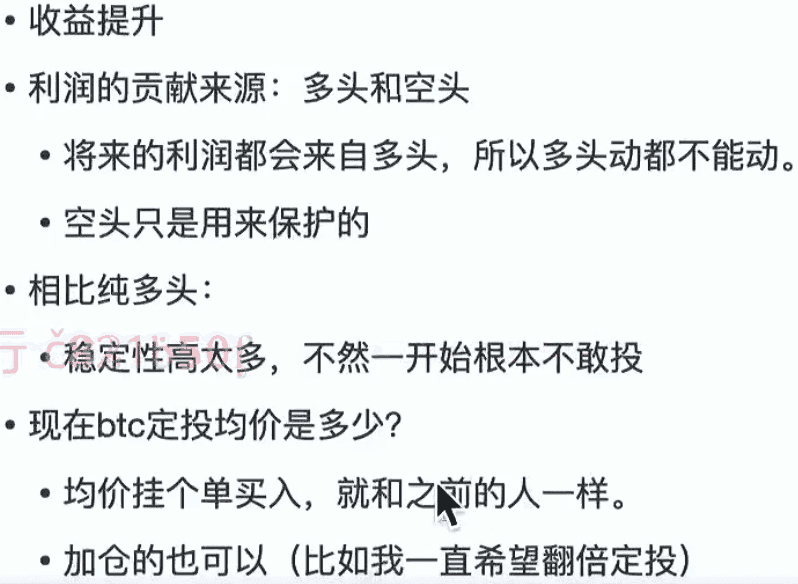 • 收益提升
• 利润的贡献来源：多头和空头
• 将来的利润都会来自多头，所以多头动都不能动。
• 空头只是用来保护的
• 相比纯多头：
• 稳定性高太多，不然一开始根本不敢投
• 现在btc定投均价是多少？
• 均价挂个单买入，就和之前的人一样。
• 加仓的也可以（比如我一直希望翻倍定投）